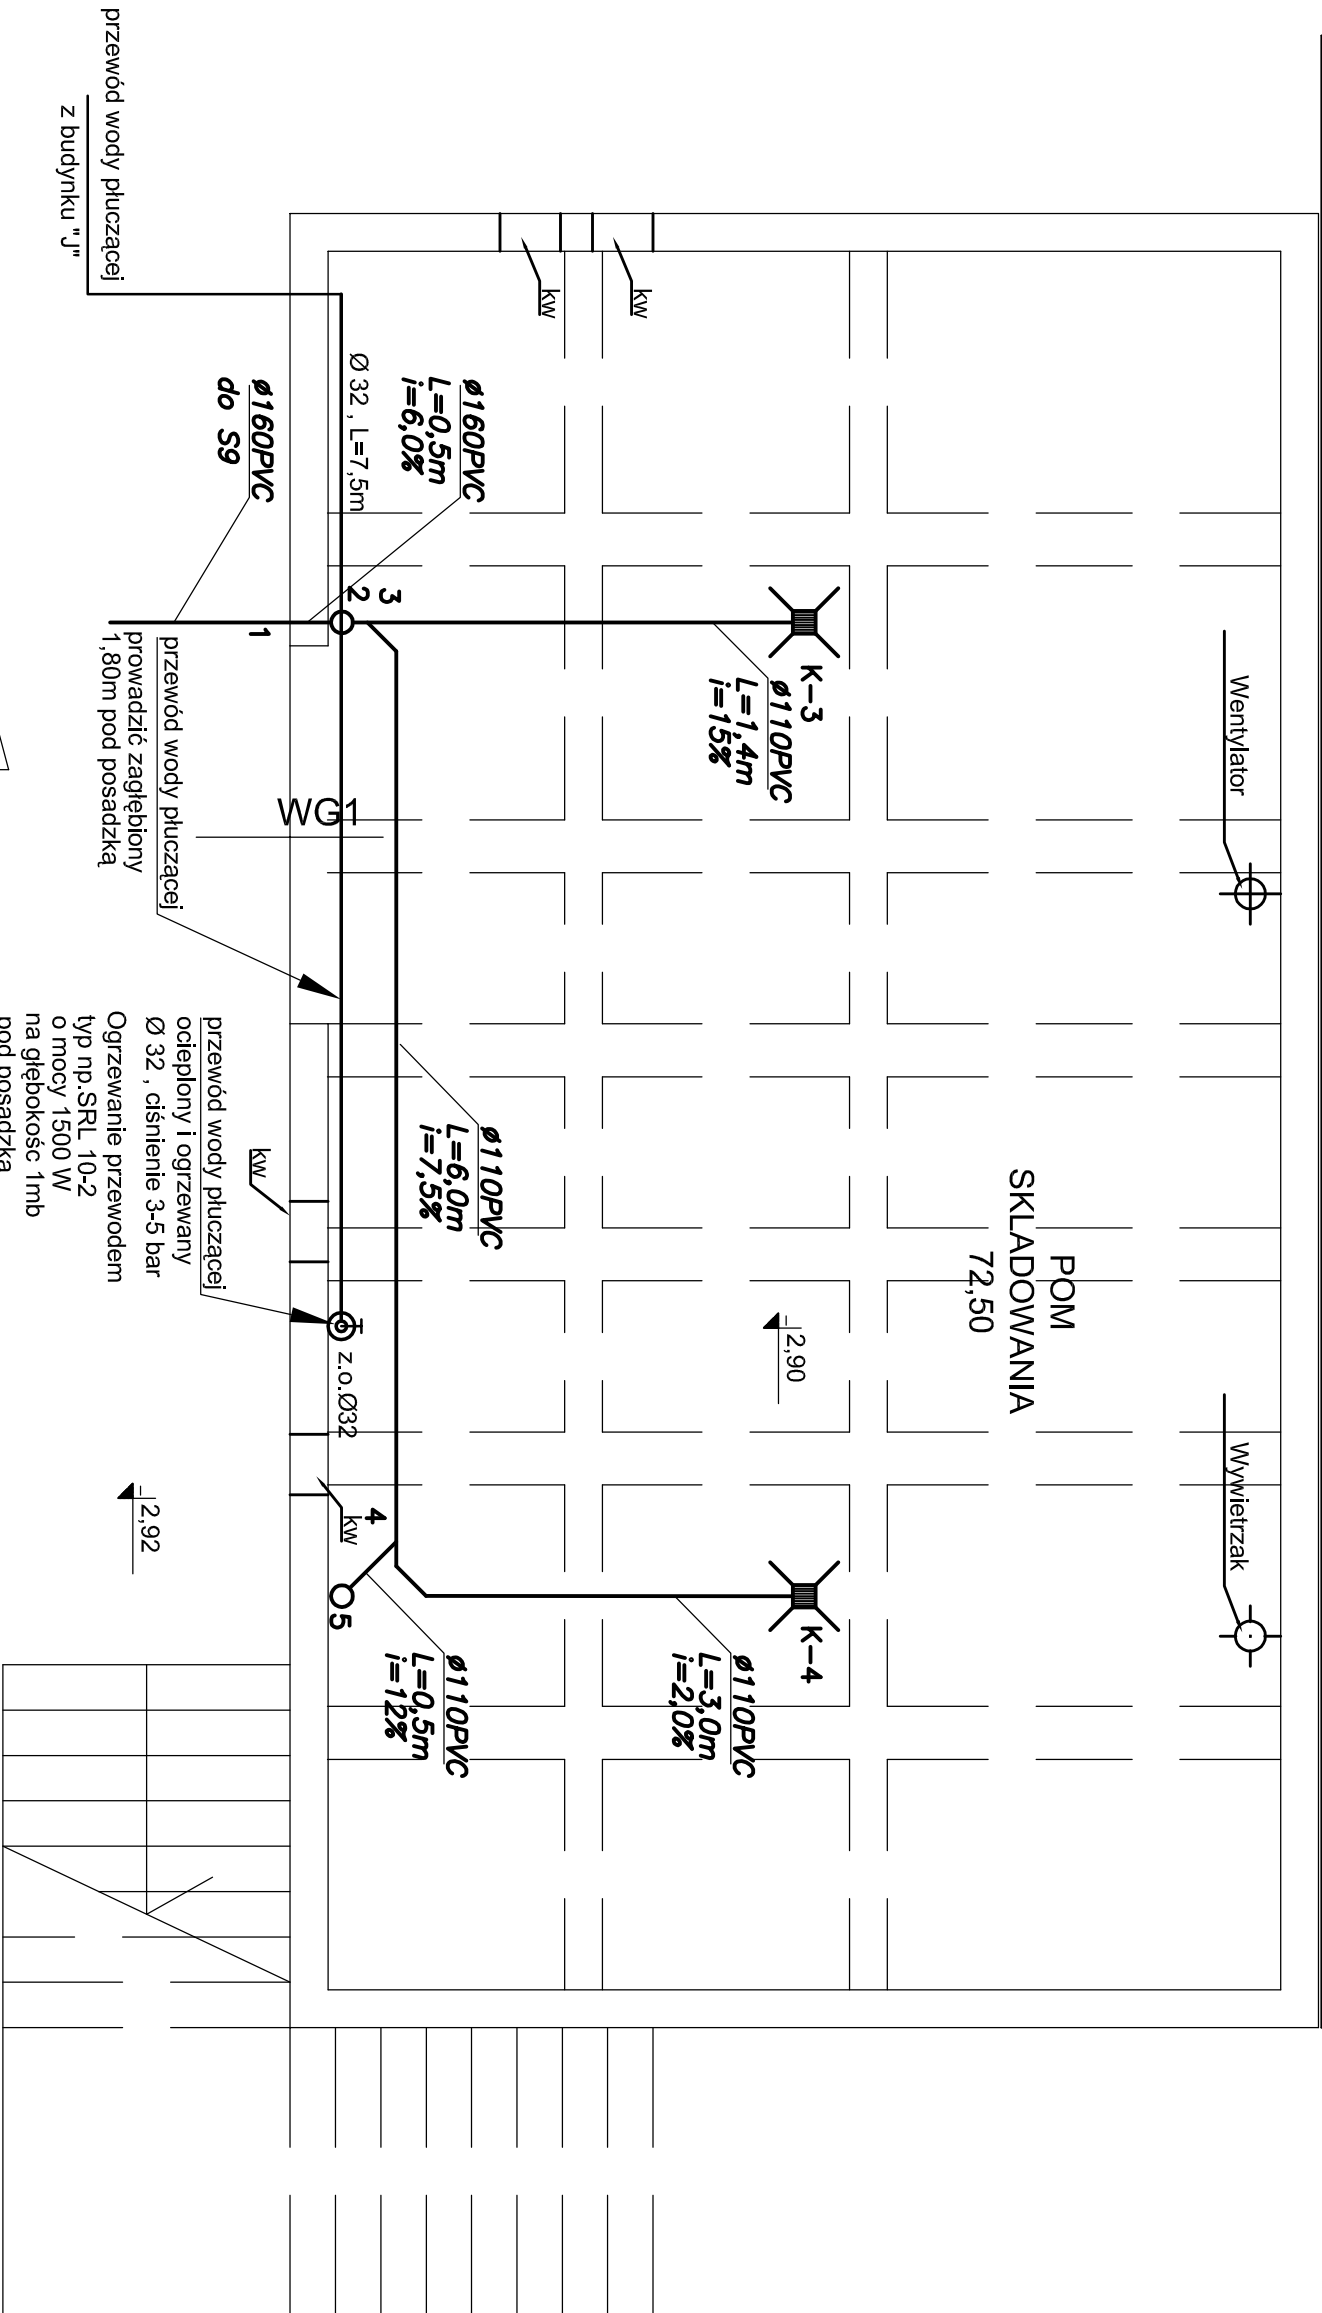 Wentylator
Wywietrzak
POM
SKLADOWANIA
72,50
-2,90
K-3
ø110PVC
L=1,4m
i=15%
K-4
ø110PVC
L=3,0m
i=2,0%
kw
kw
ø160PVC
L=0,5m
i=6,0%
Ø 32 , L=7,5m
3
2
1
ø160PVC
do S9
ø110PVC
L=6,0m
i=7,5%
ø110PVC
L=0,5m
i=12%
4
5
kw
z.o.Ø32
WG1
kw
przewód wody płuczącej
z budynku "J"
przewód wody płuczącej
prowadzić zagłębiony
1,80m pod posadzką
przewód wody płuczącej
ocieplony i ogrzewany
Ø 32 , ciśnienie 3-5 bar
Ogrzewanie przewodem
typ np.SRL 10-2
o mocy 1500 W
na głębokośc 1mb
pod posadzką
-2,92